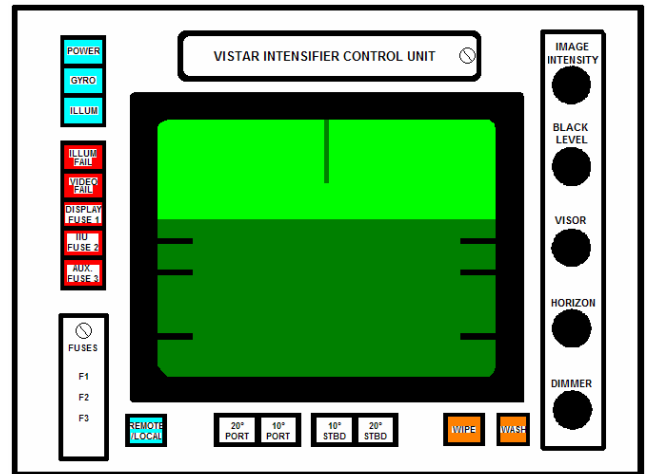 VISTAR INTENSIFIER CONTROL UNIT
POWER
GYRO
ILLUM
ILLUM
FAIL
VIDEO
FAIL
DISPLAY
FUSE 1
IIU
FUSE 2
AUX.
FUSE 3
FUSES
F1
F2
F3
REMOTE
/LOCAL
20°
PORT
10°
PORT
10°
STBD
20°
STBD
WIPE
WASH
IMAGE
INTENSITY
BLACK
LEVEL
VISOR
HORIZON
DIMMER